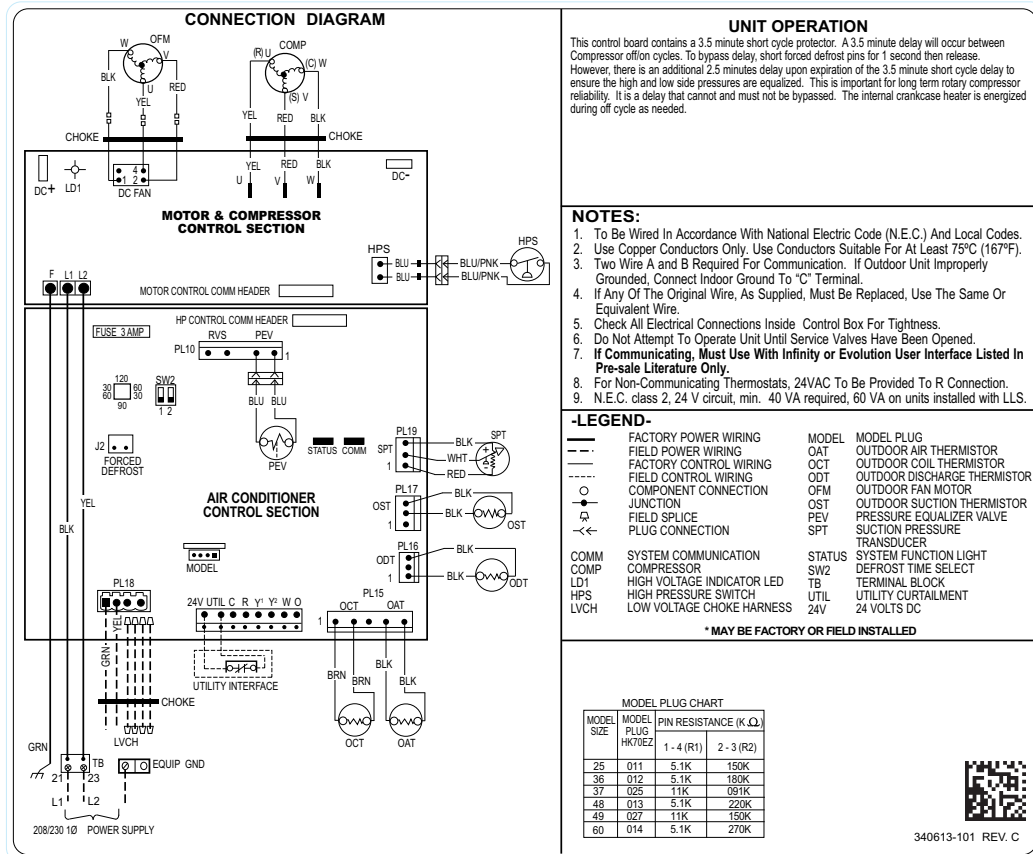 CONNECTION DIAGRAM
OFM
W
V
U
BLK
YEL
RED
COMP
(R) U
(C) W
(S) V
YEL
RED
BLK
CHOKE
CHOKE
DC+
LD1
4
1 2
DC FAN
YEL
RED
BLK
U
V
W
DC-
MOTOR & COMPRESSOR
CONTROL SECTION
HPS
BLU
BLU
BLU/PNK
BLU/PNK
HPS
F L1 L2
MOTOR CONTROL COMM HEADER
HP CONTROL COMM HEADER
FUSE 3 AMP
RVS PEV
PL10
1
120
30 60
60 30
90
SW2
1 2
BLU BLU
PEV
STATUS COMM
J2
FORCED
DEFROST
PL19
SPT
1
BLK
WHT
RED
SPT
PL17
OST
1
BLK
BLK
OST
PL16
ODT
1
BLK
BLK
ODT
AIR CONDITIONER
CONTROL SECTION
YEL
BLK
MODEL
PL18
24V UTIL C R Y1 Y2 W O
PL15
OCT OAT
1
GRN
YEL
UTILITY INTERFACE
BRN BRN
BLK
BLK
OCT
OAT
CHOKE
LVCH
GRN
TB
21 23
EQUIP GND
L1 L2
208/230 1Ø POWER SUPPLY
UNIT OPERATION
This control board contains a 3.5 minute short cycle protector. A 3.5 minute delay will occur between
Compressor off/on cycles. To bypass delay, short forced defrost pins for 1 second then release.
However, there is an additional 2.5 minutes delay upon expiration of the 3.5 minute short cycle delay to
ensure the high and low side pressures are equalized. This is important for long term rotary compressor
reliability. It is a delay that cannot and must not be bypassed. The internal crankcase heater is energized
during off cycle as needed.
NOTES:
1. To Be Wired In Accordance With National Electric Code (N.E.C.) And Local Codes.
2. Use Copper Conductors Only. Use Conductors Suitable For At Least 75ºC (167ºF).
3. Two Wire A and B Required For Communication. If Outdoor Unit Improperly
Grounded, Connect Indoor Ground To “C” Terminal.
4. If Any Of The Original Wire, As Supplied, Must Be Replaced, Use The Same Or
Equivalent Wire.
5. Check All Electrical Connections Inside Control Box For Tightness.
6. Do Not Attempt To Operate Unit Until Service Valves Have Been Opened.
7. If Communicating, Must Use With Infinity or Evolution User Interface Listed In
Pre-sale Literature Only.
8. For Non-Communicating Thermostats, 24VAC To Be Provided To R Connection.
9. N.E.C. class 2, 24 V circuit, min. 40 VA required, 60 VA on units installed with LLS.
-LEGEND-
FACTORY POWER WIRING
FIELD POWER WIRING
FACTORY CONTROL WIRING
FIELD CONTROL WIRING
COMPONENT CONNECTION
JUNCTION
FIELD SPLICE
PLUG CONNECTION
COMM SYSTEM COMMUNICATION
COMP COMPRESSOR
LD1 HIGH VOLTAGE INDICATOR LED
HPS HIGH PRESSURE SWITCH
LVCH LOW VOLTAGE CHOKE HARNESS
MODEL MODEL PLUG
OAT OUTDOOR AIR THERMISTOR
OCT OUTDOOR COIL THERMISTOR
ODT OUTDOOR DISCHARGE THERMISTOR
OFM OUTDOOR FAN MOTOR
OST OUTDOOR SUCTION THERMISTOR
PEV PRESSURE EQUALIZER VALVE
SPT SUCTION PRESSURE
TRANSDUCER
STATUS SYSTEM FUNCTION LIGHT
SW2 DEFROST TIME SELECT
TB TERMINAL BLOCK
UTIL UTILITY CURTAILMENT
24V 24 VOLTS DC
* MAY BE FACTORY OR FIELD INSTALLED
MODEL PLUG CHART
MODEL SIZE MODEL PLUG HK70EZ PIN RESISTANCE (K Ω)
1 - 4 (R1) 2 - 3 (R2)
25 011 5.1K 150K
36 012 5.1K 180K
37 025 11K 091K
48 013 5.1K 220K
49 027 11K 150K
60 014 5.1K 270K
340613-101 REV. C